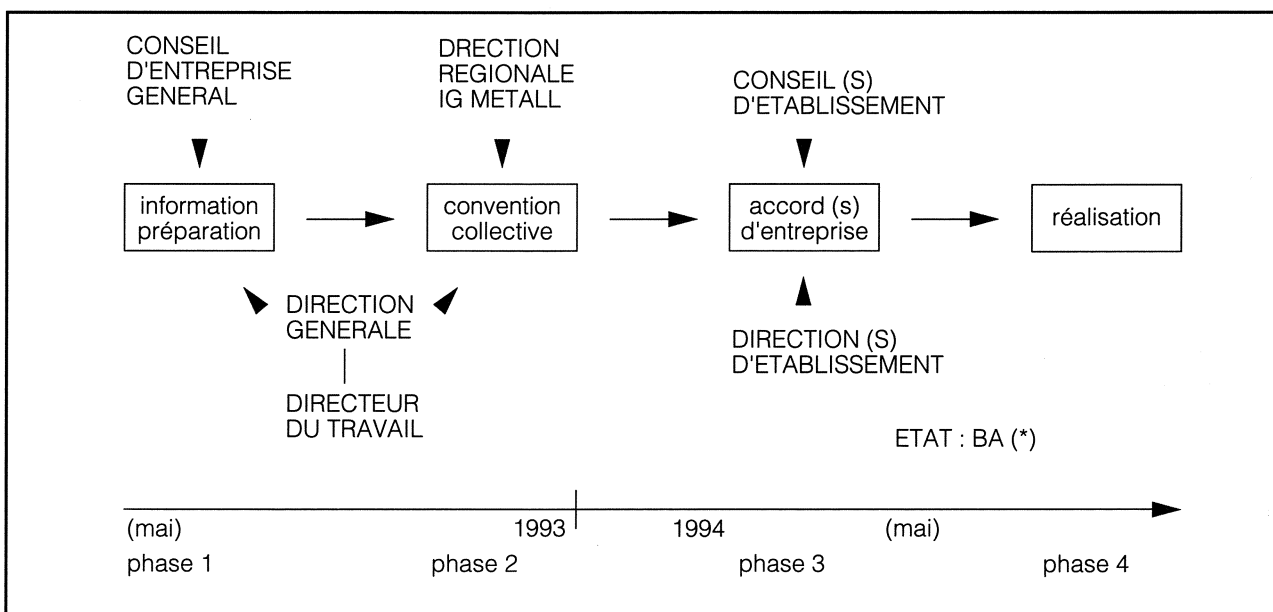 CONSEIL
D'ENTREPRISE
GENERAL
DRECTION
REGIONALE
IG METALL
CONSEIL (S)
D'ETABLISSEMENT
information
préparation
convention
collective
accord (s)
d'entreprise
réalisation
DIRECTION
GENERALE
DIRECTEUR
DU TRAVAIL
DIRECTION (S)
D'ETABLISSEMENT
ETAT : BA (*)
(mai) 1993 1994 (mai)
phase 1 phase 2 phase 3 phase 4